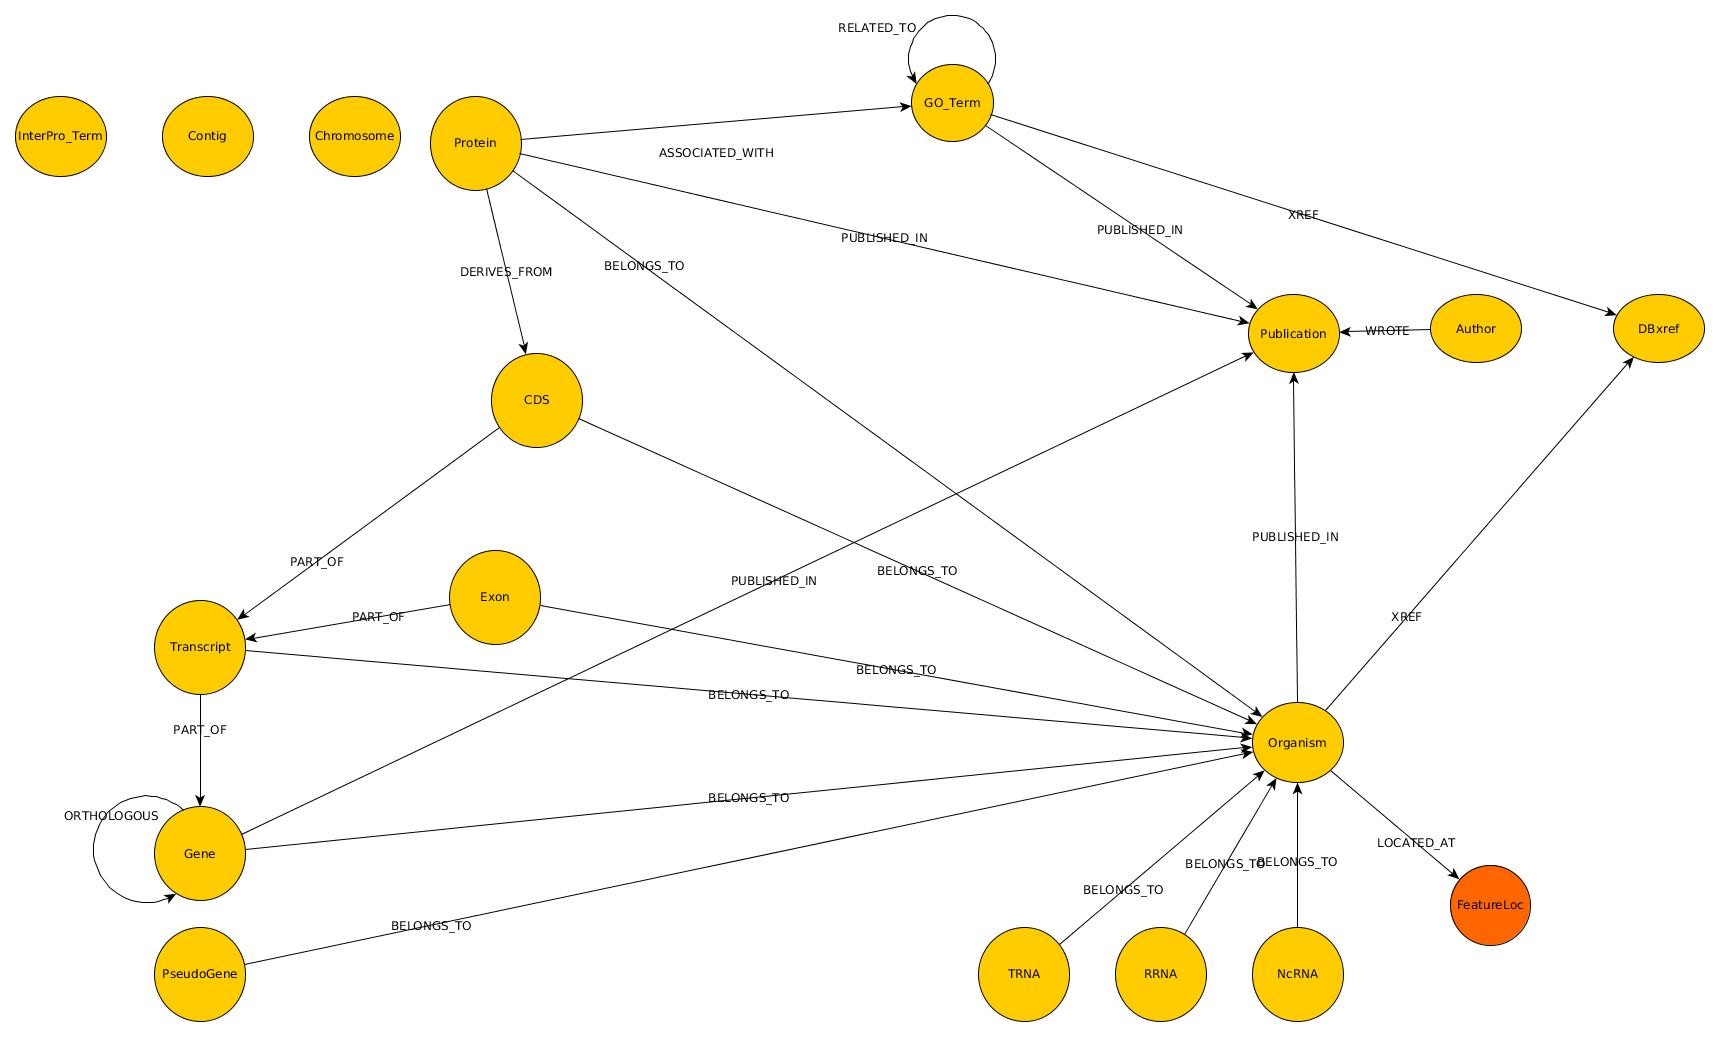 RELATED_TO
GO_Term
InterPro_Term
Contig
Chromosome
Protein
ASSOCIATED_WITH
XREF
PUBLISHED_IN
PUBLISHED_IN
BELONGS_TO
DERIVES_FROM
Publication
WROTE
Author
DBxref
CDS
PUBLISHED_IN
PART_OF
BELONGS_TO
PUBLISHED_IN
Exon
PART_OF
XREF
Transcript
BELONGS_TO
BELONGS_TO
PART_OF
Organism
BELONGS_TO
ORTHOLOGOUS
LOCATED_AT
Gene
BELONGS_TO
BELONGS_TO
BELONGS_TO
FeatureLoc
BELONGS_TO
PseudoGene
TRNA
RRNA
NcRNA